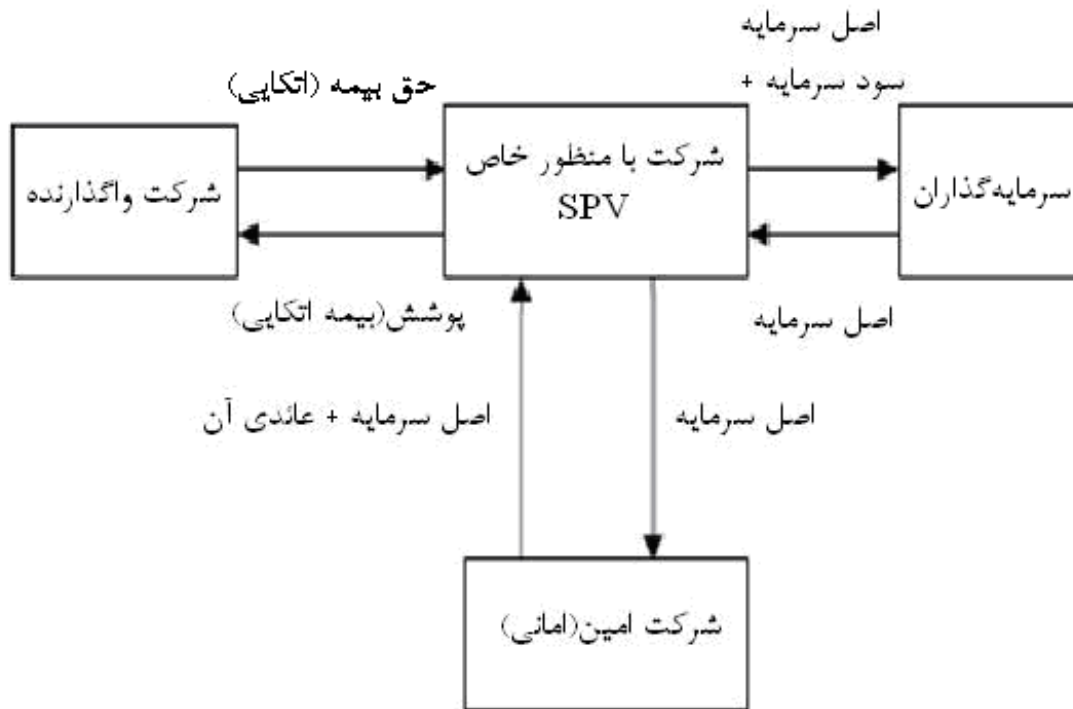 اصل سرمایه
سود سرمایه +
حق بیمه (اتکایی)
شرکت با منظور خاص
SPV
سرمایه‌گذاران
شرکت واگذارنده
پوشش(بیمه اتکایی)
اصل سرمایه
اصل سرمایه + عائدی آن
اصل سرمایه
شرکت امین(امانی)